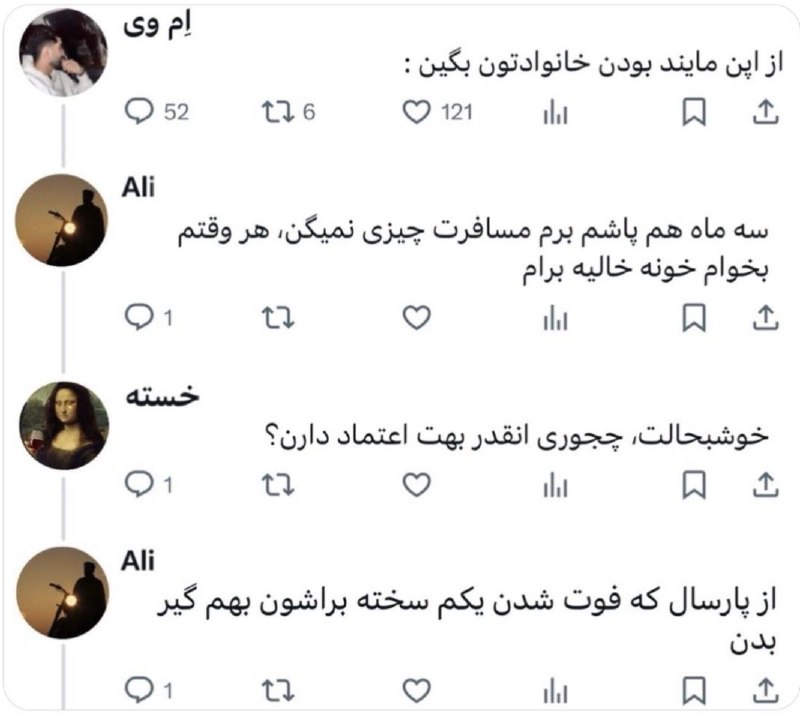 اِم وی
از اپن مایند بودن خانوادتون بگین :
52 6 121
Ali
سه ماه هم پاشم برم مسافرت چیزی نمیگن، هر وقتم
بخوام خونه خالیه برام
1
خسته
خوشبحالت، چجوری انقدر بهت اعتماد دارن؟
1
Ali
از پارسال که فوت شدن یکم سخته براشون بهم گیر
بدن
1